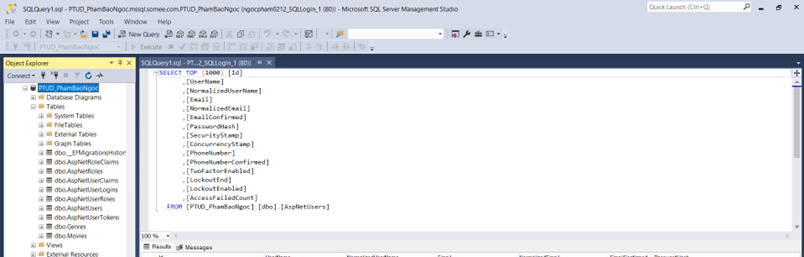 SQLQuery1.sql - PTUD_PhamBaoNgoc.mssql.somee.com.PTUD_PhamBaoNgoc (ngocpham0212_SQLLogin_1 (80)) - Microsoft SQL Server Management Studio
Quick Launch (Ctrl+Q)
File Edit View Project Tools Window Help
New Query
PTUD_PhamBaoNgoc Execute
Object Explorer
SQLQuery1.sql - PT...2_SQLLogin_1 (80))
Connect
PTUD_PhamBaoNgoc
Database Diagrams
Tables
System Tables
FileTables
External Tables
Graph Tables
dbo.__EFMigrationsHistor
dbo.AspNetRoleClaims
dbo.AspNetRoles
dbo.AspNetUserClaims
dbo.AspNetUserLogins
dbo.AspNetUserRoles
dbo.AspNetUsers
dbo.AspNetUserTokens
dbo.Genres
dbo.Movies
Views
External Resources
SELECT TOP (1000) [Id]
,[UserName]
,[NormalizedUserName]
,[Email]
,[NormalizedEmail]
,[EmailConfirmed]
,[PasswordHash]
,[SecurityStamp]
,[ConcurrencyStamp]
,[PhoneNumber]
,[PhoneNumberConfirmed]
,[TwoFactorEnabled]
,[LockoutEnd]
,[LockoutEnabled]
,[AccessFailedCount]
FROM [PTUD_PhamBaoNgoc].[dbo].[AspNetUsers]
100 %
Results Messages